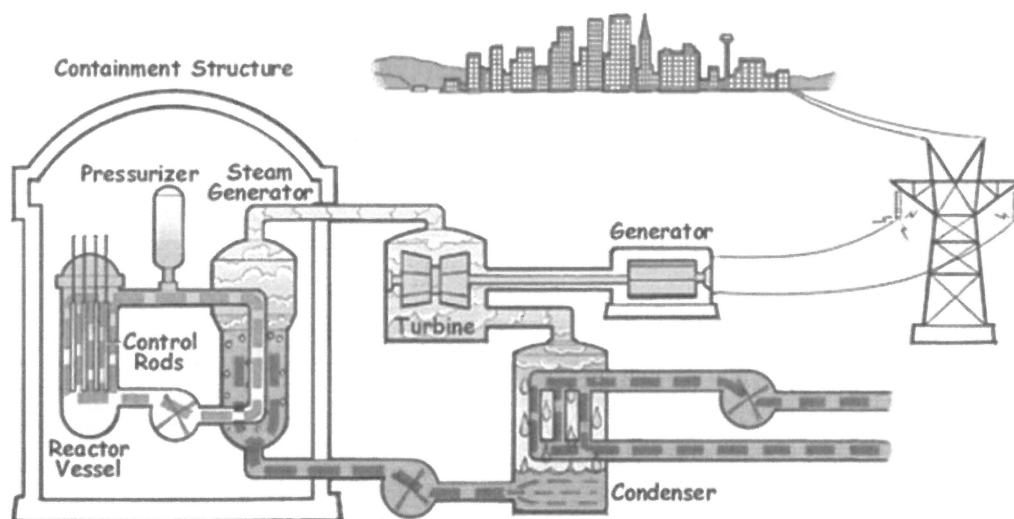 Containment Structure
Pressurizer
Steam
Generator
Generator
Turbine
Control
Rods
Reactor
Vessel
Condenser